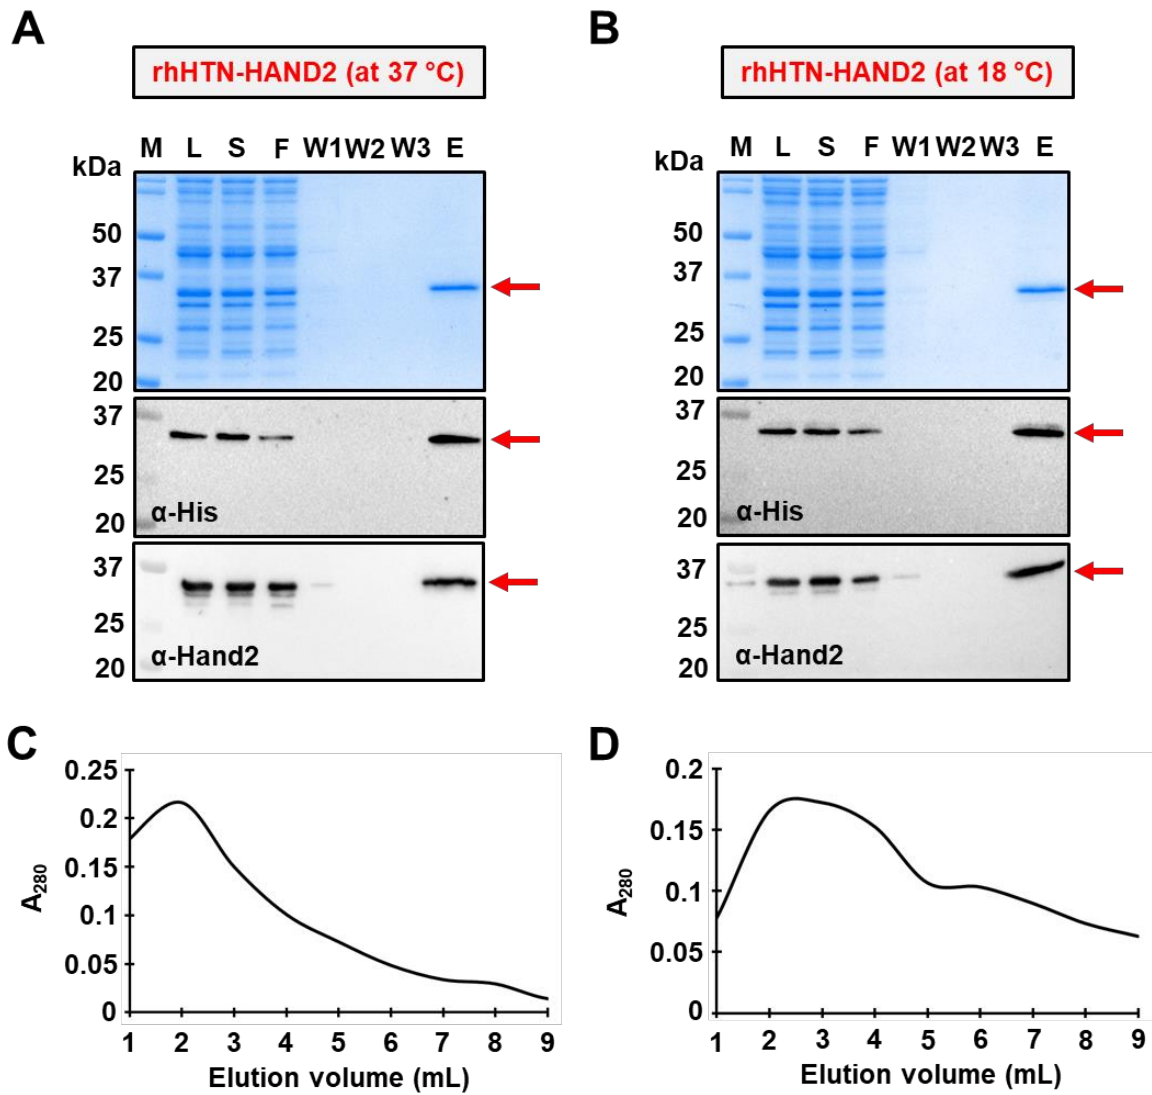 A
rhHTN-HAND2 (at 37 °C)
kDa
M L S F W1 W2 W3 E
50
37
25
20
37
25
20
α-His
37
25
20
α-Hand2
B
rhHTN-HAND2 (at 18 °C)
kDa
M L S F W1 W2 W3 E
50
37
25
20
37
25
20
α-His
37
25
20
α-Hand2
C
0.25
0.2
0.15
0.1
0.05
0
A280
1 2 3 4 5 6 7 8 9
Elution volume (mL)
D
0.2
0.15
0.1
0.05
0
A280
1 2 3 4 5 6 7 8 9
Elution volume (mL)